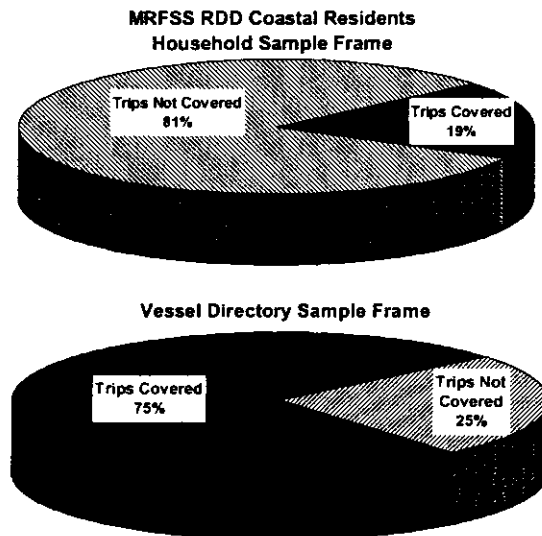 MRFSS RDD Coastal Residents
Household Sample Frame
Trips Not Covered
81%
Trips Covered
19%
Vessel Directory Sample Frame
Trips Covered
75%
Trips Not
Covered
25%